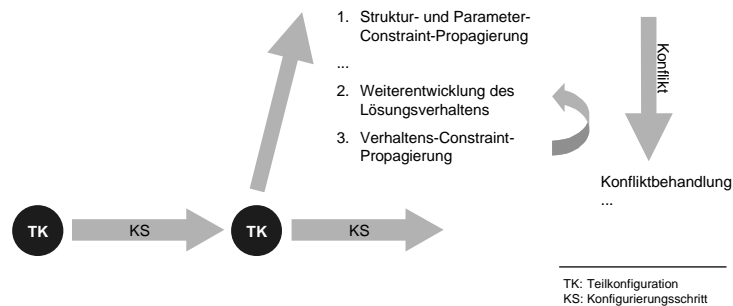 1. Struktur- und Parameter-
Constraint-Propagierung
...
2. Weiterentwicklung des
Lösungsverhaltens
3. Verhaltens-Constraint-
Propagierung
Konflikt
Konfliktbehandlung
...
TK
KS
TK
KS
TK: Teilkonfiguration
KS: Konfigurierungsschritt